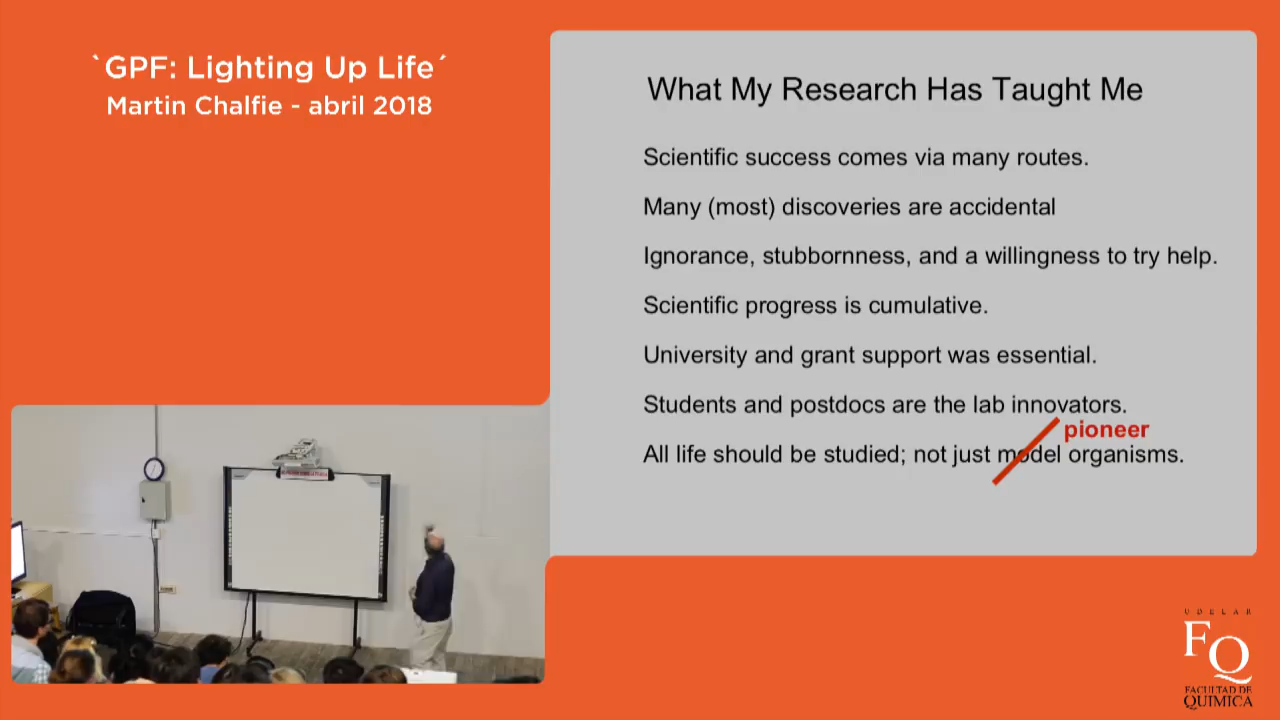 `GPF: Lighting Up Life´
Martin Chalfie - abril 2018
What My Research Has Taught Me
Scientific success comes via many routes.
Many (most) discoveries are accidental
Ignorance, stubbornness, and a willingness to try help.
Scientific progress is cumulative.
University and grant support was essential.
Students and postdocs are the lab innovators.
pioneer
All life should be studied; not just model organisms.
UDELAR
FQ
FACULTAD DE
QUIMICA